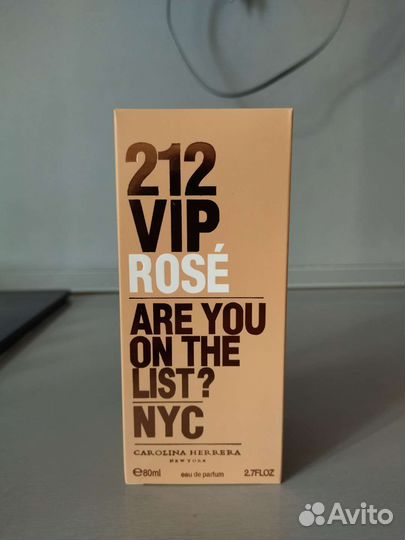 212
VIP
ROSÉ
ARE YOU
ON THE
LIST?
NYC
CAROLINA HERRERA
NEW YORK
℮80ml eau de parfum 2.7FLOZ
Avito